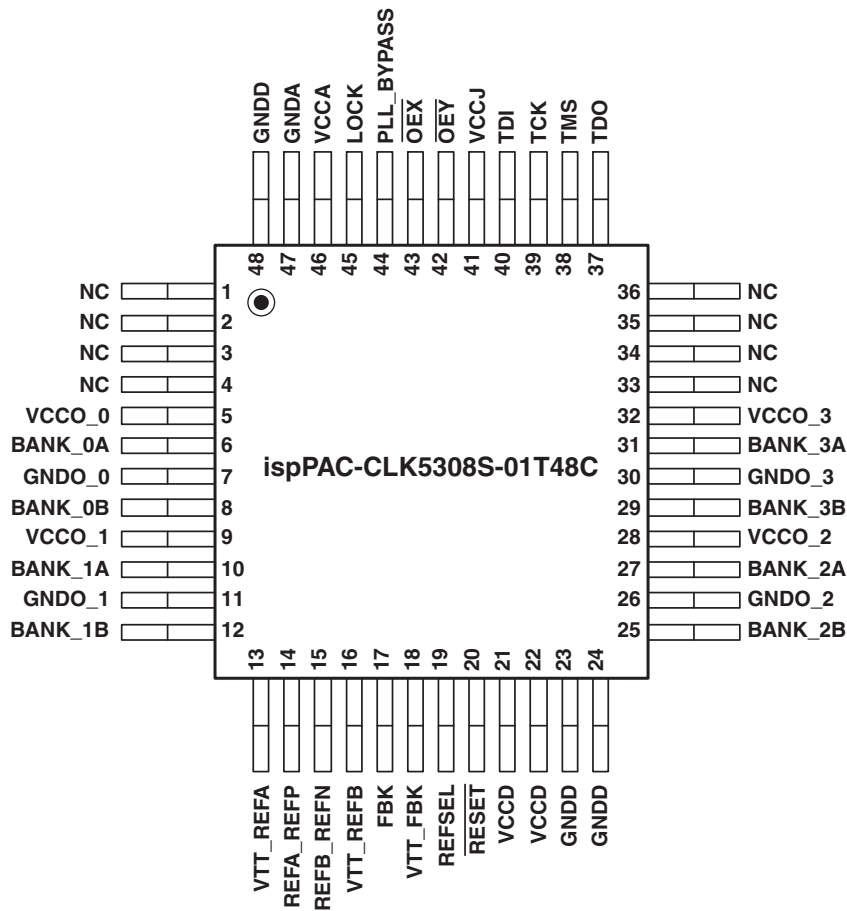 GNDD
GNDA
VCCA
LOCK
PLL_BYPASS
OEX
OEY
VCCJ
TDI
TCK
TMS
TDO
48 47 46 45 44 43 42 41 40 39 38 37
NC 1
NC 2
NC 3
NC 4
VCCO_0 5
BANK_0A 6
GNDO_0 7
BANK_0B 8
VCCO_1 9
BANK_1A 10
GNDO_1 11
BANK_1B 12
ispPAC-CLK5308S-01T48C
36 NC
35 NC
34 NC
33 NC
32 VCCO_3
31 BANK_3A
30 GNDO_3
29 BANK_3B
28 VCCO_2
27 BANK_2A
26 GNDO_2
25 BANK_2B
13 14 15 16 17 18 19 20 21 22 23 24
VTT_REFA
REFA_REFP
REFB_REFN
VTT_REFB
FBK
VTT_FBK
REFSEL
RESET
VCCD
VCCD
GNDD
GNDD